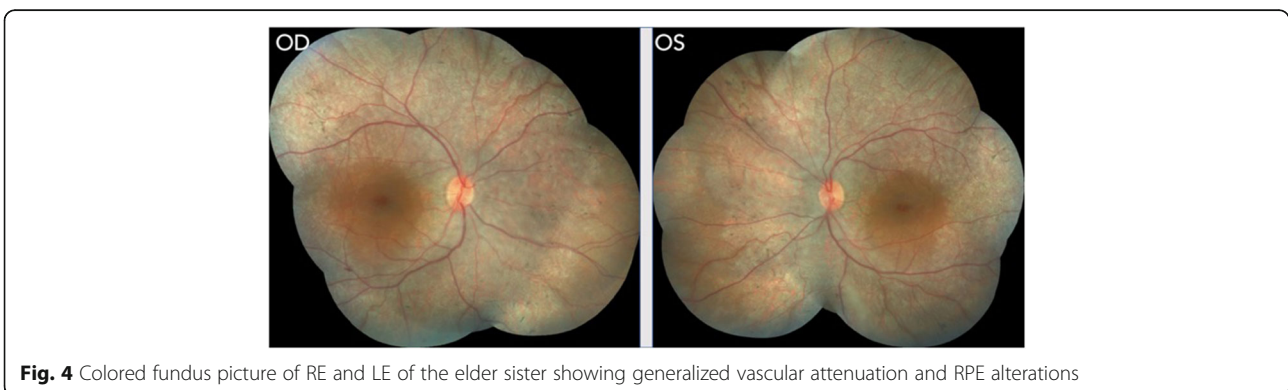 OD
OS
Fig. 4 Colored fundus picture of RE and LE of the elder sister showing generalized vascular attenuation and RPE alterations